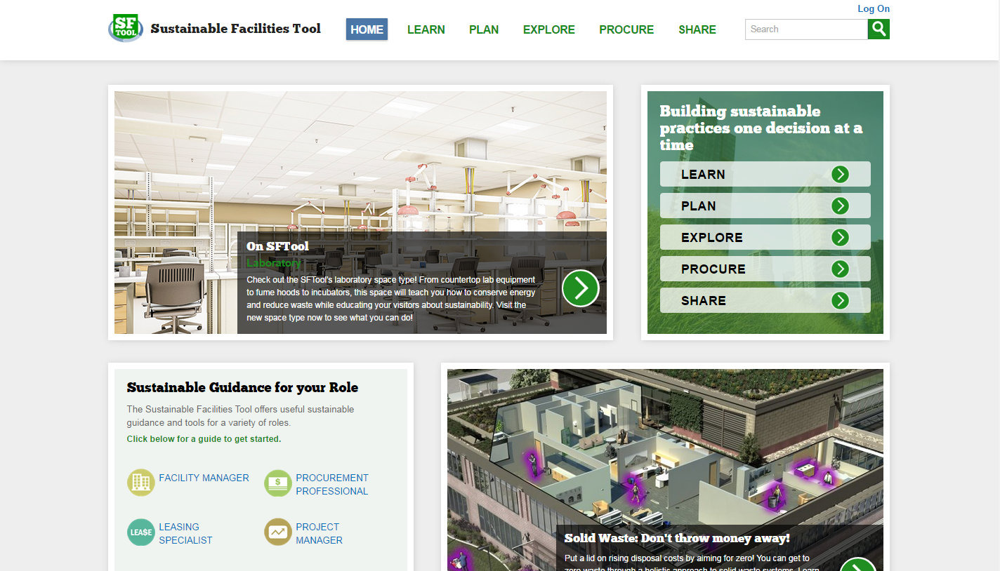 Log On
SF
TOOL
Sustainable Facilities Tool
HOME
LEARN
PLAN
EXPLORE
PROCURE
SHARE
Search
On SFTool
Laboratory
Check out the SFTool's laboratory space type! From countertop lab equipment
to fume hoods to incubators, this space will teach you how to conserve energy
and reduce waste while educating your visitors about sustainability. Visit the
new space type now to see what you can do!
Building sustainable
practices one decision at a
time
LEARN
PLAN
EXPLORE
PROCURE
SHARE
Sustainable Guidance for your Role
The Sustainable Facilities Tool offers useful sustainable
guidance and tools for a variety of roles.
Click below for a guide to get started.
FACILITY MANAGER
$
PROCUREMENT
PROFESSIONAL
LEA$E
LEASING
SPECIALIST
PROJECT
MANAGER
Solid Waste: Don't throw money away!
Put a lid on rising disposal costs by aiming for zero! You can get to
zero waste through a holistic approach to solid waste systems. Learn